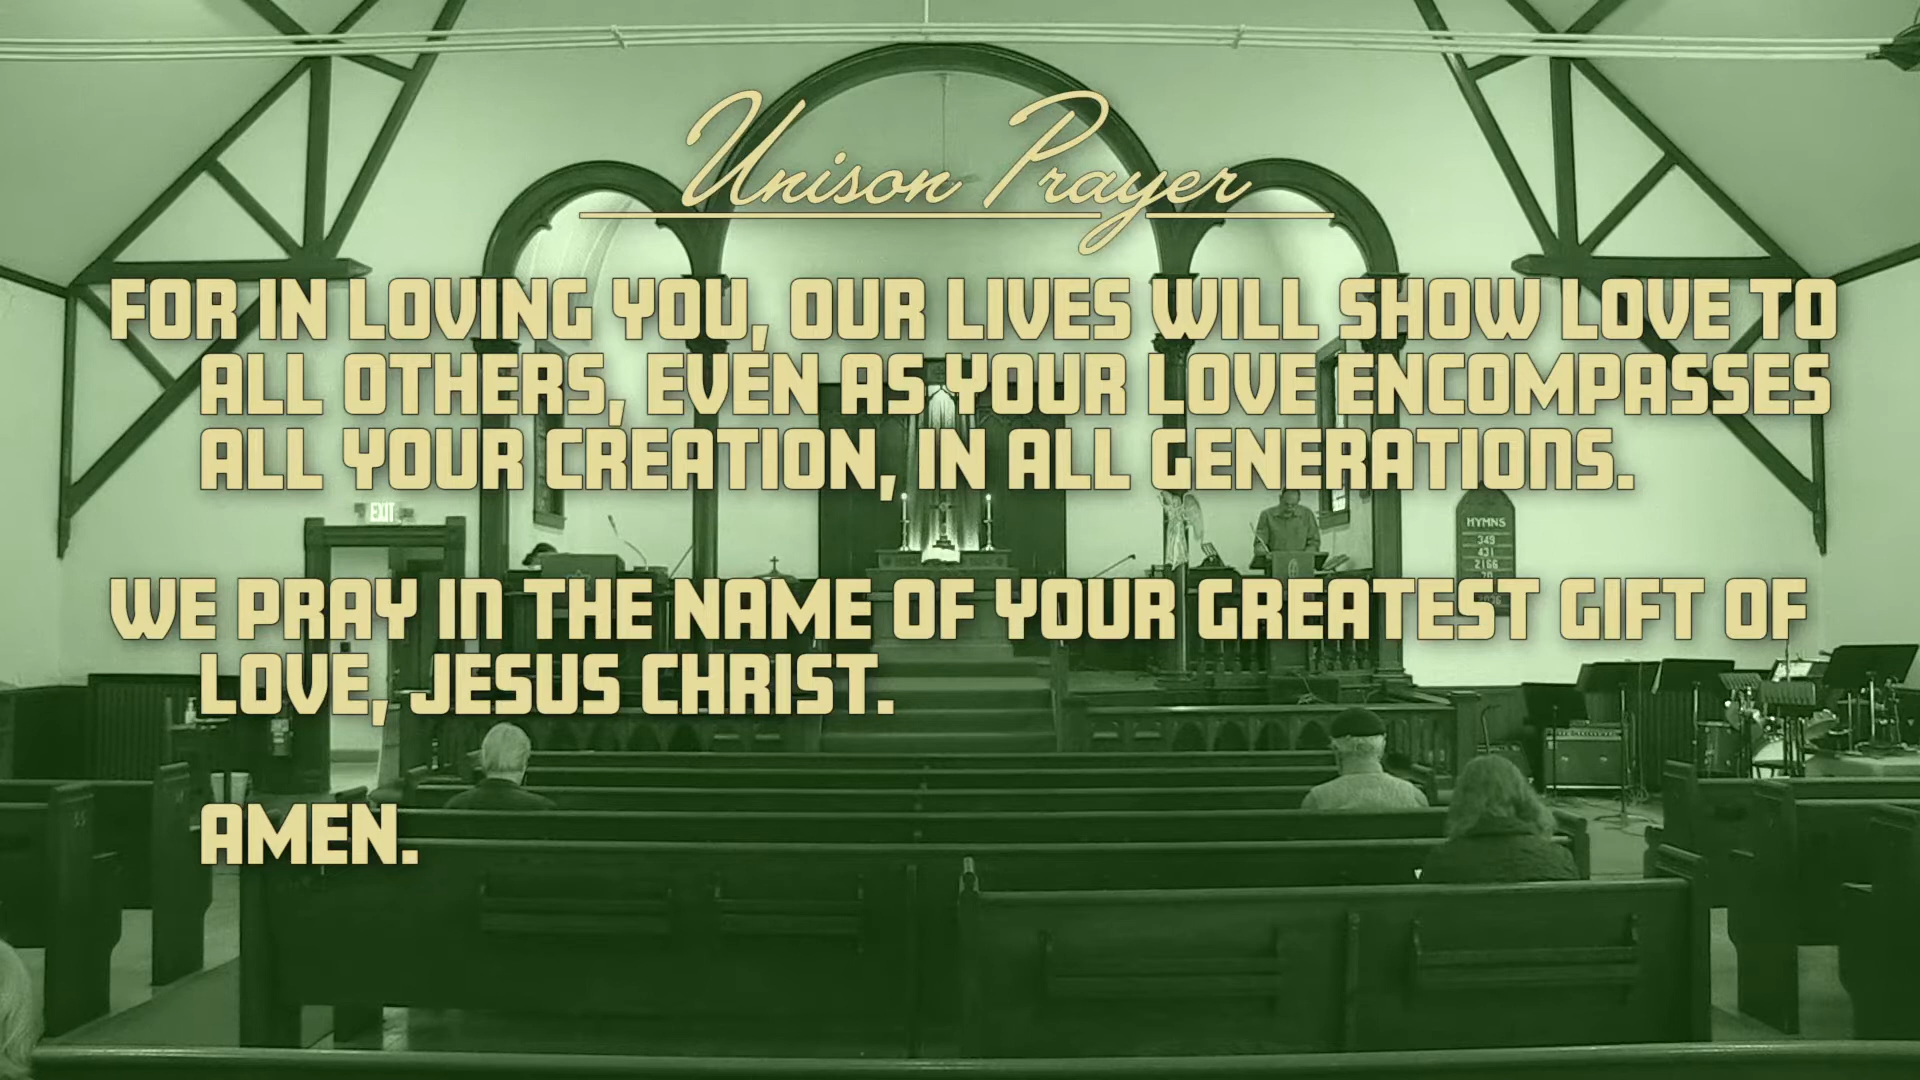 Unison Prayer
FOR IN LOVING YOU, OUR LIVES WILL SHOW LOVE TO
ALL OTHERS, EVEN AS YOUR LOVE ENCOMPASSES
ALL YOUR CREATION, IN ALL GENERATIONS.
EXIT
HYMNS
349
431
2166
WE PRAY IN THE NAME OF YOUR GREATEST GIFT OF
LOVE, JESUS CHRIST.
AMEN.